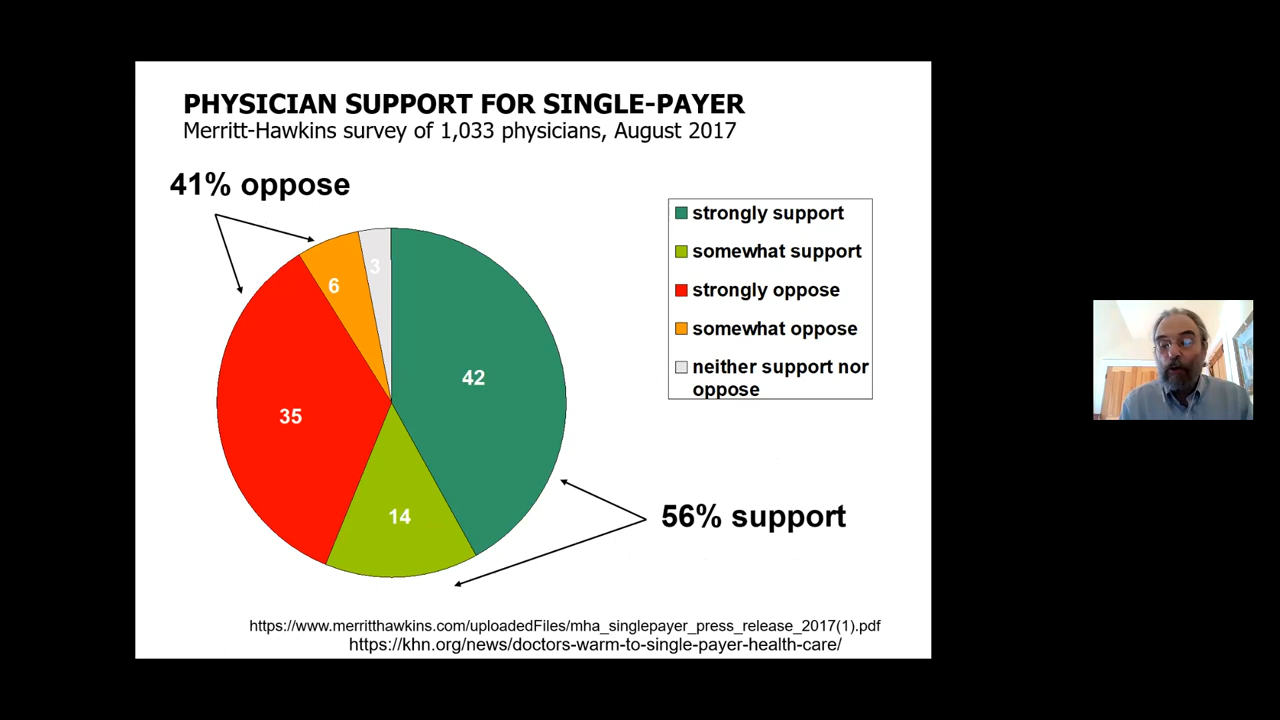 PHYSICIAN SUPPORT FOR SINGLE-PAYER
Merritt-Hawkins survey of 1,033 physicians, August 2017
41% oppose
strongly support
somewhat support
strongly oppose
somewhat oppose
neither support nor
oppose
3
6
42
35
14
56% support
https://www.merritthawkins.com/uploadedFiles/mha_singlepayer_press_release_2017(1).pdf
https://khn.org/news/doctors-warm-to-single-payer-health-care/